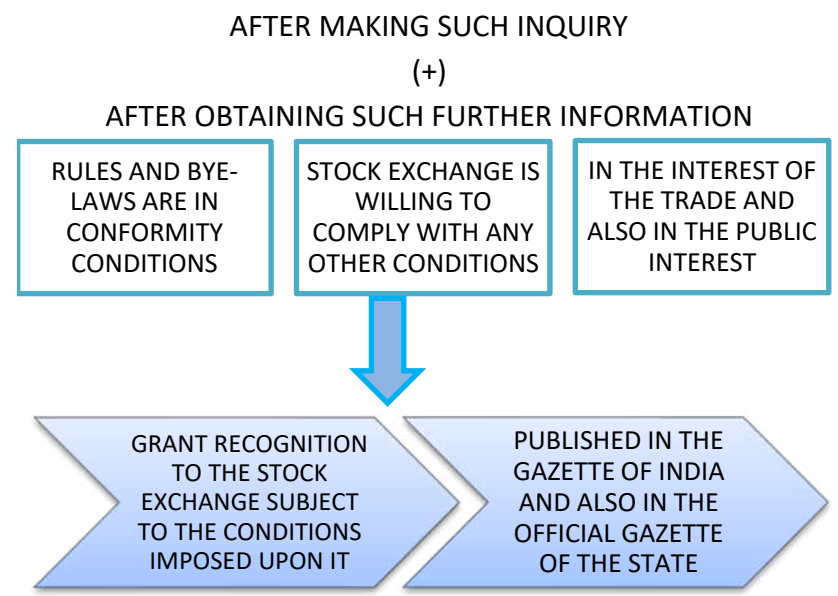 AFTER MAKING SUCH INQUIRY
(+)
AFTER OBTAINING SUCH FURTHER INFORMATION
RULES AND BYE-
LAWS ARE IN
CONFORMITY
CONDITIONS
STOCK EXCHANGE IS
WILLING TO
COMPLY WITH ANY
OTHER CONDITIONS
IN THE INTEREST OF
THE TRADE AND
ALSO IN THE PUBLIC
INTEREST
GRANT RECOGNITION
TO THE STOCK
EXCHANGE SUBJECT
TO THE CONDITIONS
IMPOSED UPON IT
PUBLISHED IN THE
GAZETTE OF INDIA
AND ALSO IN THE
OFFICIAL GAZETTE
OF THE STATE